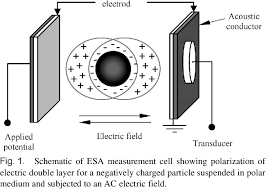 electrod
Acoustic
conductor
+ + +
- - -
Applied
potential
Electric field
Transducer
Fig. 1. Schematic of ESA measurement cell showing polarization of
electric double layer for a negatively charged particle suspended in polar
medium and subjected to an AC electric field.